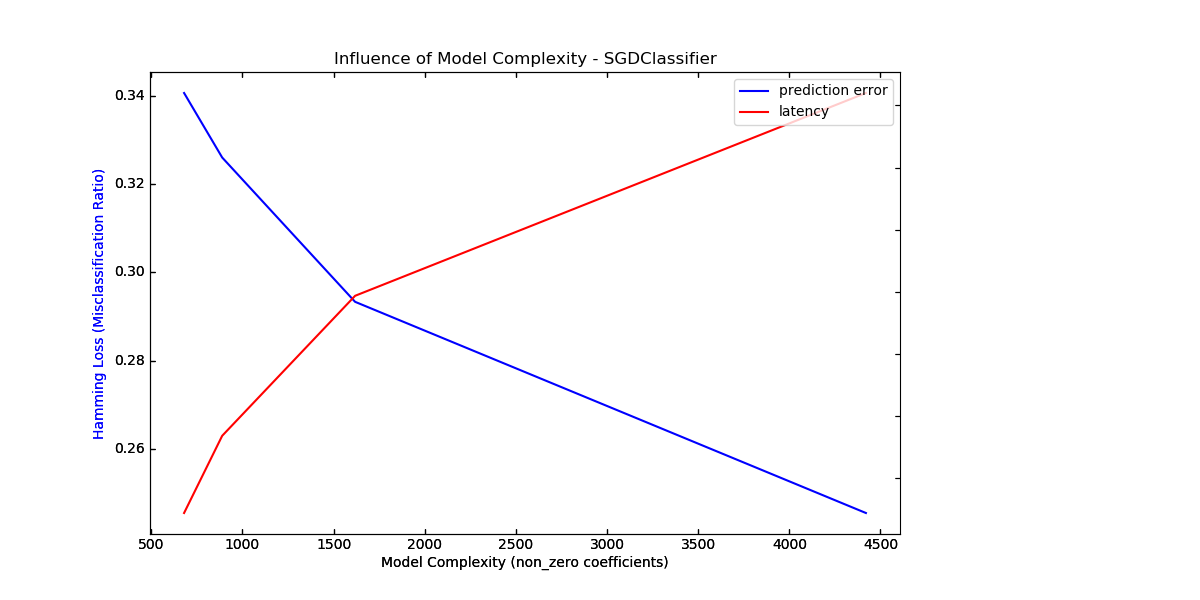 Influence of Model Complexity - SGDClassifier
prediction error
latency
0.34
0.32
0.30
0.28
0.26
Hamming Loss (Misclassification Ratio)
500 1000 1500 2000 2500 3000 3500 4000 4500
Model Complexity (non_zero coefficients)